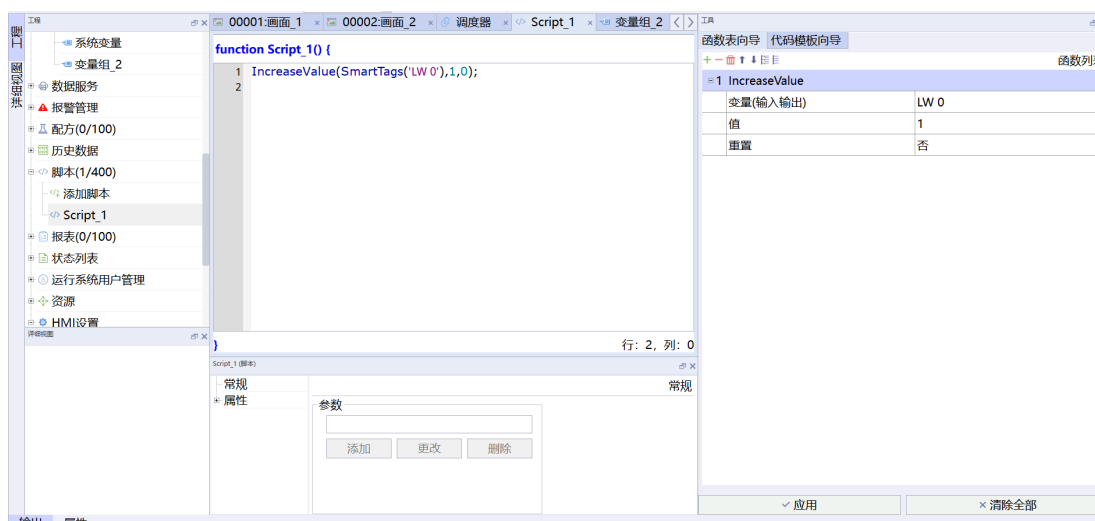 工程
详细视图
工程
系统变量
变量组_2
数据服务
报警管理
配方(0/100)
历史数据
脚本(1/400)
添加脚本
Script_1
报表(0/100)
状态列表
运行系统用户管理
资源
HMI设置
详细视图
00001:画面_1 × 00002:画面_2 × 调度器 × Script_1 × 变量组_2
function Script_1() {
1 IncreaseValue(SmartTags('LW 0'),1,0);
2
}
行: 2, 列: 0
Script_1 (脚本)
常规
属性
常规
参数
添加 更改 删除
工具
函数表向导 代码模板向导
函数列表
1 IncreaseValue
变量(输入输出) LW 0
值 1
重置 否
应用 清除全部
输出 属性